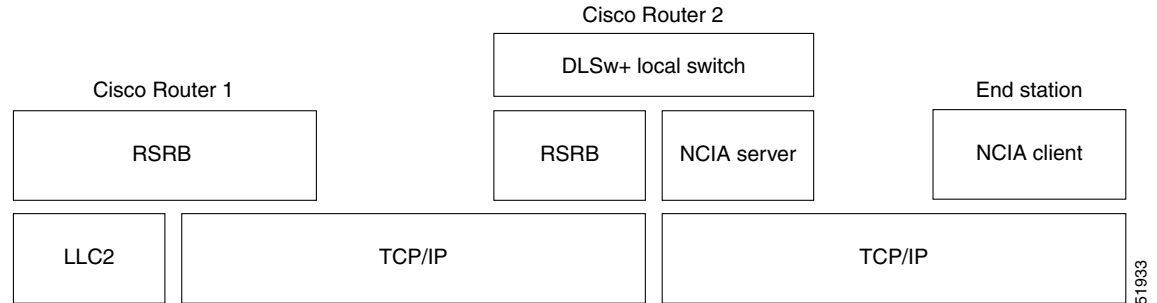 Cisco Router 2
DLSw+ local switch
Cisco Router 1
End station
RSRB
RSRB
NCIA server
NCIA client
LLC2
TCP/IP
TCP/IP
51933